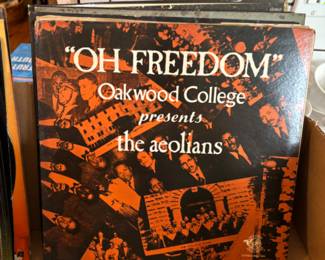 "OH FREEDOM"
Oakwood College
presents
the aeolians